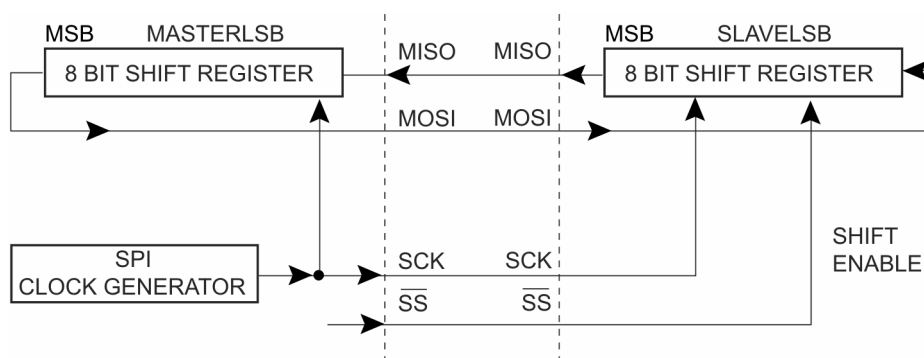 MSB MASTERLSB
8 BIT SHIFT REGISTER
MISO MISO
MSB SLAVELSB
8 BIT SHIFT REGISTER
MOSI MOSI
SPI
CLOCK GENERATOR
SCK SCK
SS SS
SHIFT
ENABLE